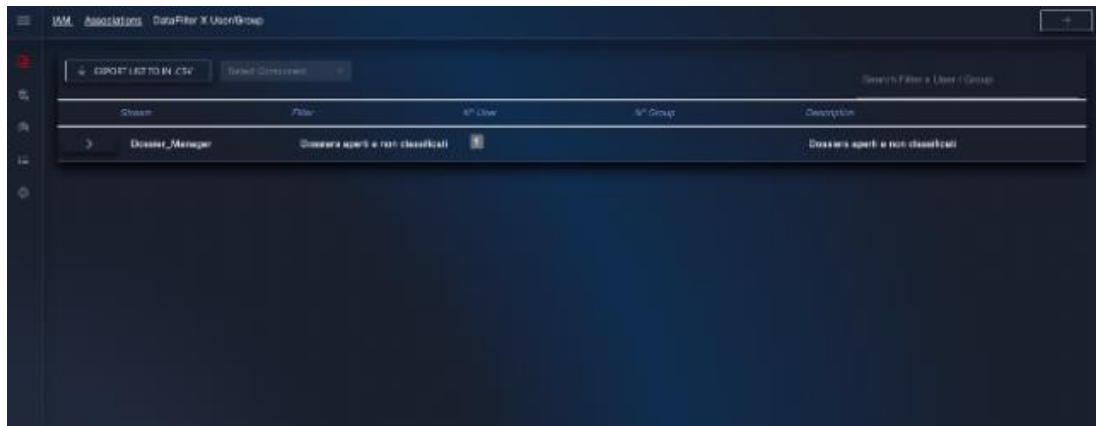 IAM Associations DataFilter X User/Group
+
EXPORT LIST TO IN .CSV Select Component
Search Filter x User / Group
Stream Filter N° User N° Group Description
Dossier_Manager Dossiers aperti e non classificati 1 Dossiers aperti e non classificati